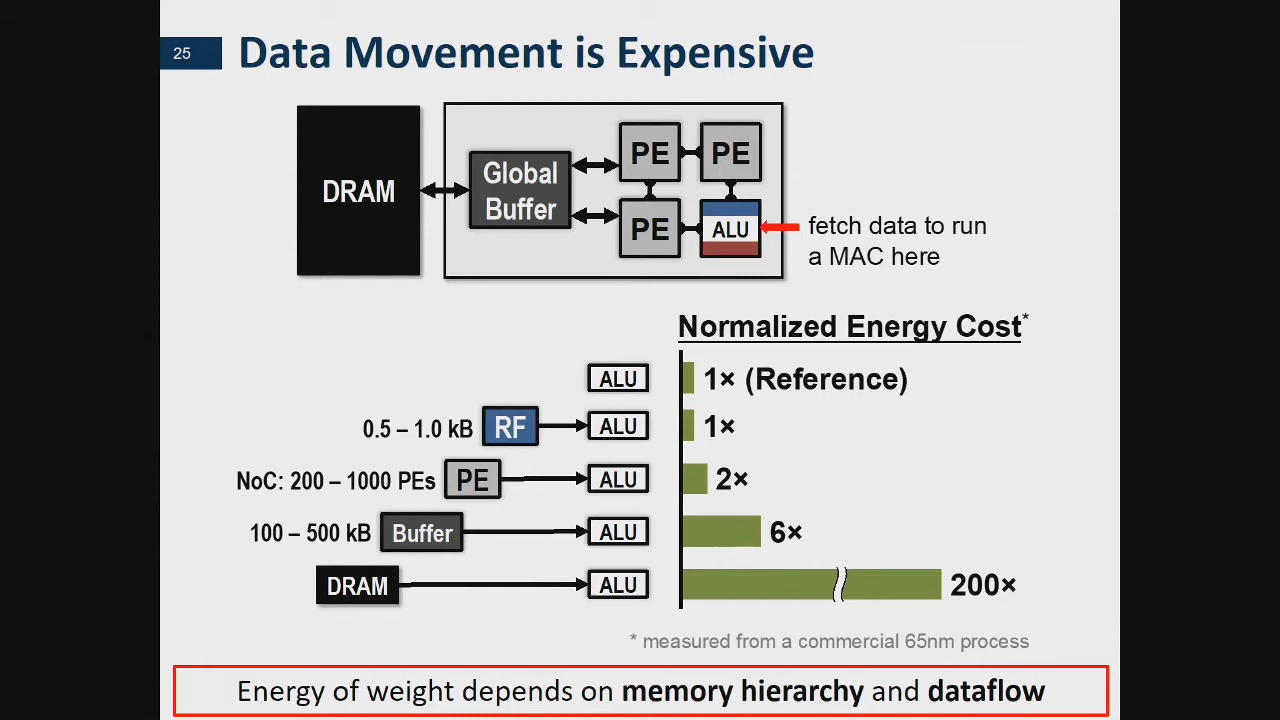 25
Data Movement is Expensive
DRAM
Global
Buffer
PE
PE
PE
ALU
fetch data to run
a MAC here
Normalized Energy Cost*
ALU
1× (Reference)
0.5 – 1.0 kB
RF
ALU
1×
NoC: 200 – 1000 PEs
PE
ALU
2×
100 – 500 kB
Buffer
ALU
6×
DRAM
ALU
200×
* measured from a commercial 65nm process
Energy of weight depends on memory hierarchy and dataflow